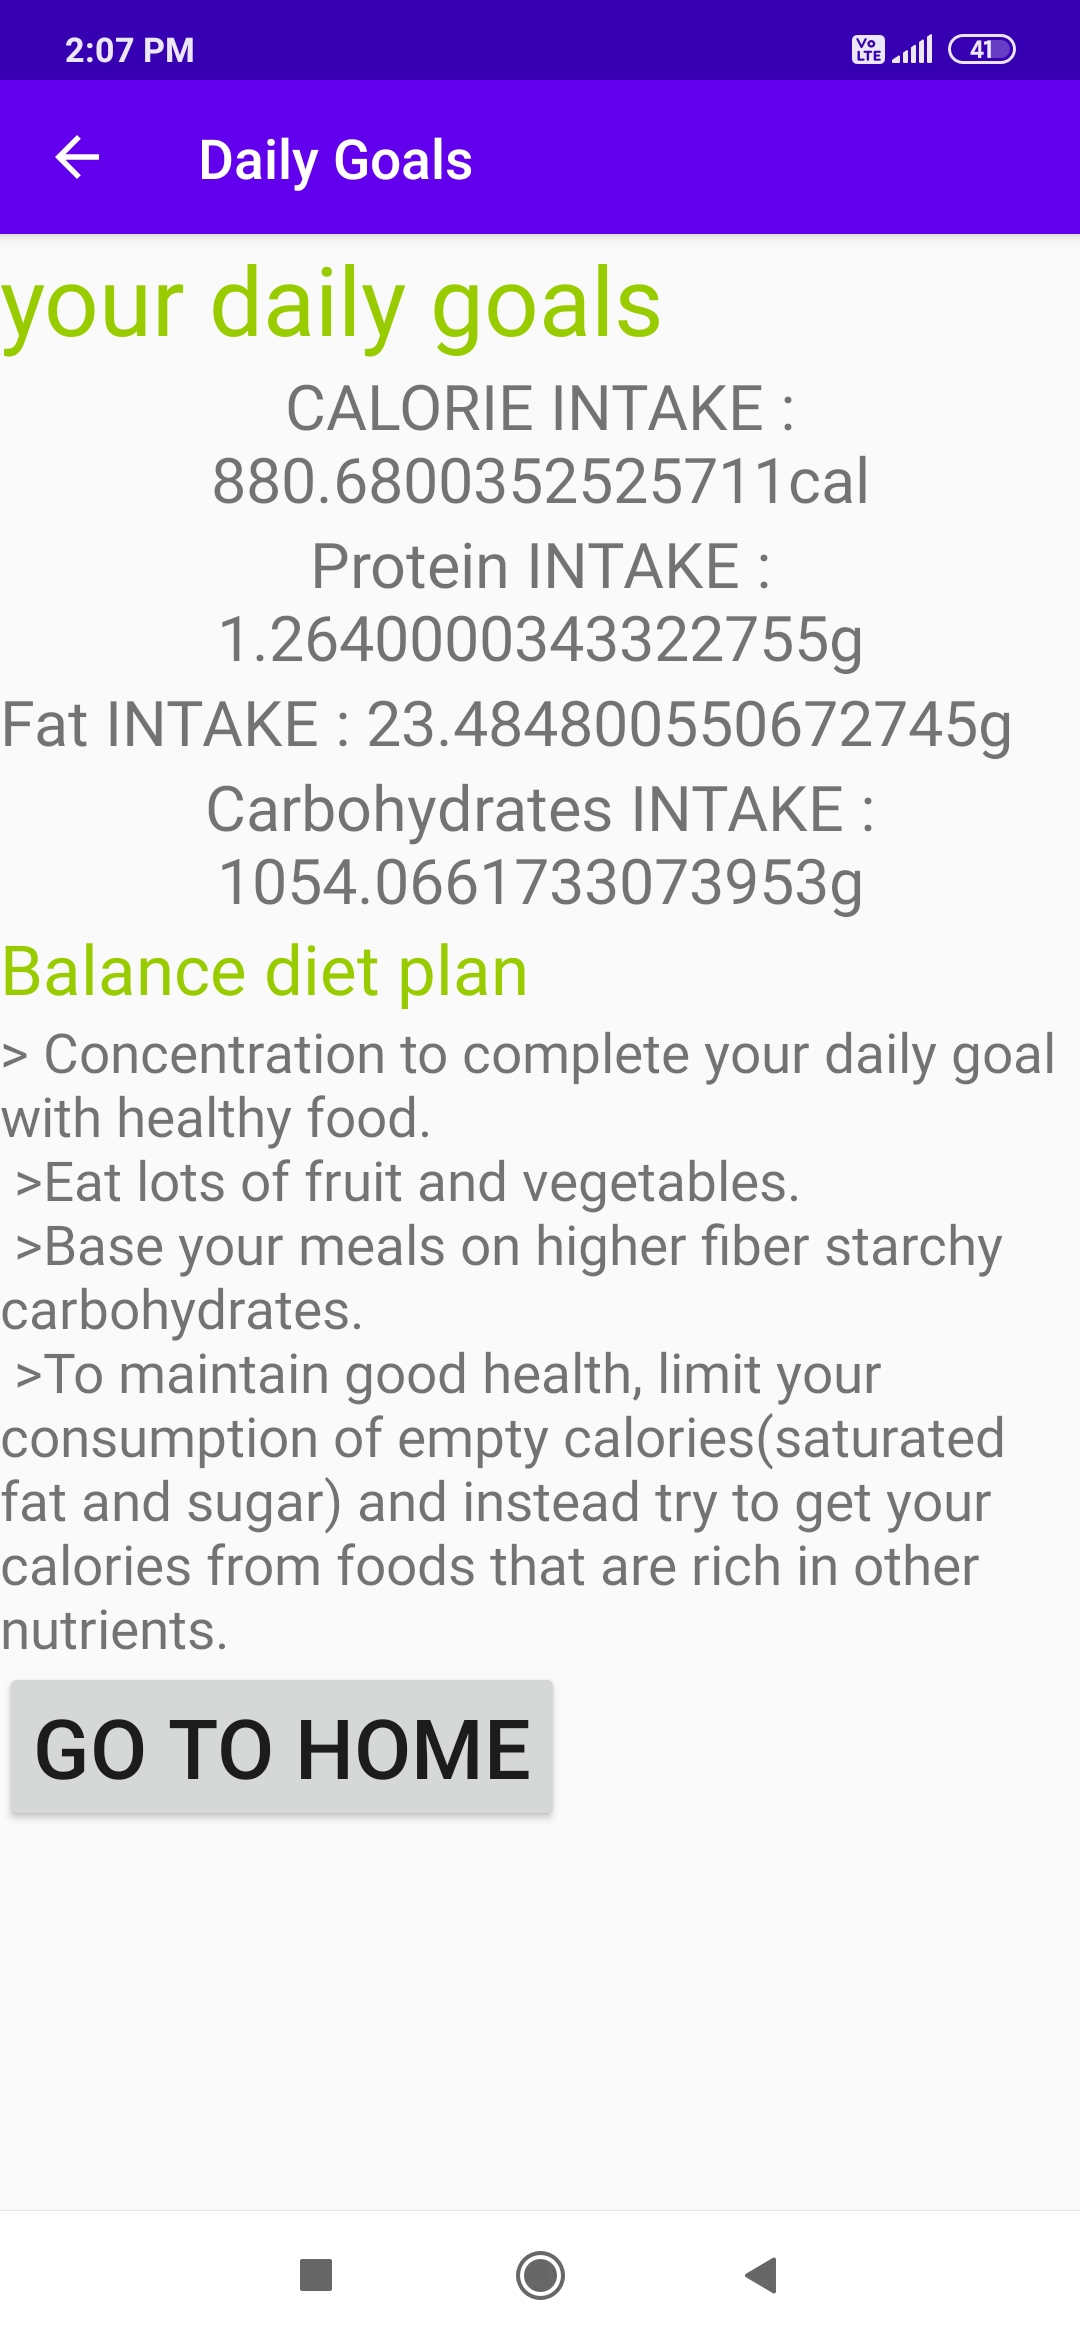 2:07 PM
Vo LTE
41
Daily Goals
your daily goals
CALORIE INTAKE :
880.6800352525711cal
Protein INTAKE :
1.2640000343322755g
Fat INTAKE : 23.484800550672745g
Carbohydrates INTAKE :
1054.0661733073953g
Balance diet plan
> Concentration to complete your daily goal
with healthy food.
>Eat lots of fruit and vegetables.
>Base your meals on higher fiber starchy
carbohydrates.
>To maintain good health, limit your
consumption of empty calories(saturated
fat and sugar) and instead try to get your
calories from foods that are rich in other
nutrients.
GO TO HOME